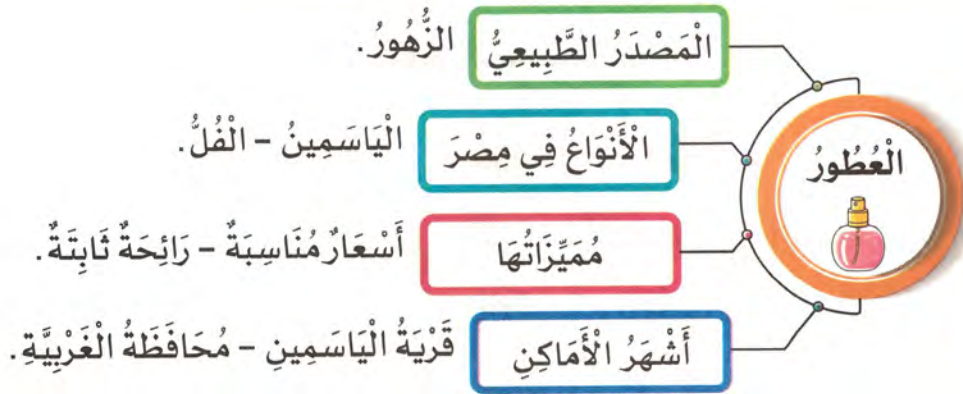 الْعُطُورُ
الْمَصْدَرُ الطَّبِيعِيُّ الزُّهُورُ.
الْأَنْوَاعُ فِي مِصْرَ الْيَاسَمِينُ – الْفُلُّ.
مُمَيِّزَاتُهَا أَسْعَارٌ مُنَاسِبَةٌ – رَائِحَةٌ ثَابِتَةٌ.
أَشْهَرُ الْأَمَاكِنِ قَرْيَةُ الْيَاسَمِينِ – مُحَافَظَةُ الْغَرْبِيَّةِ.